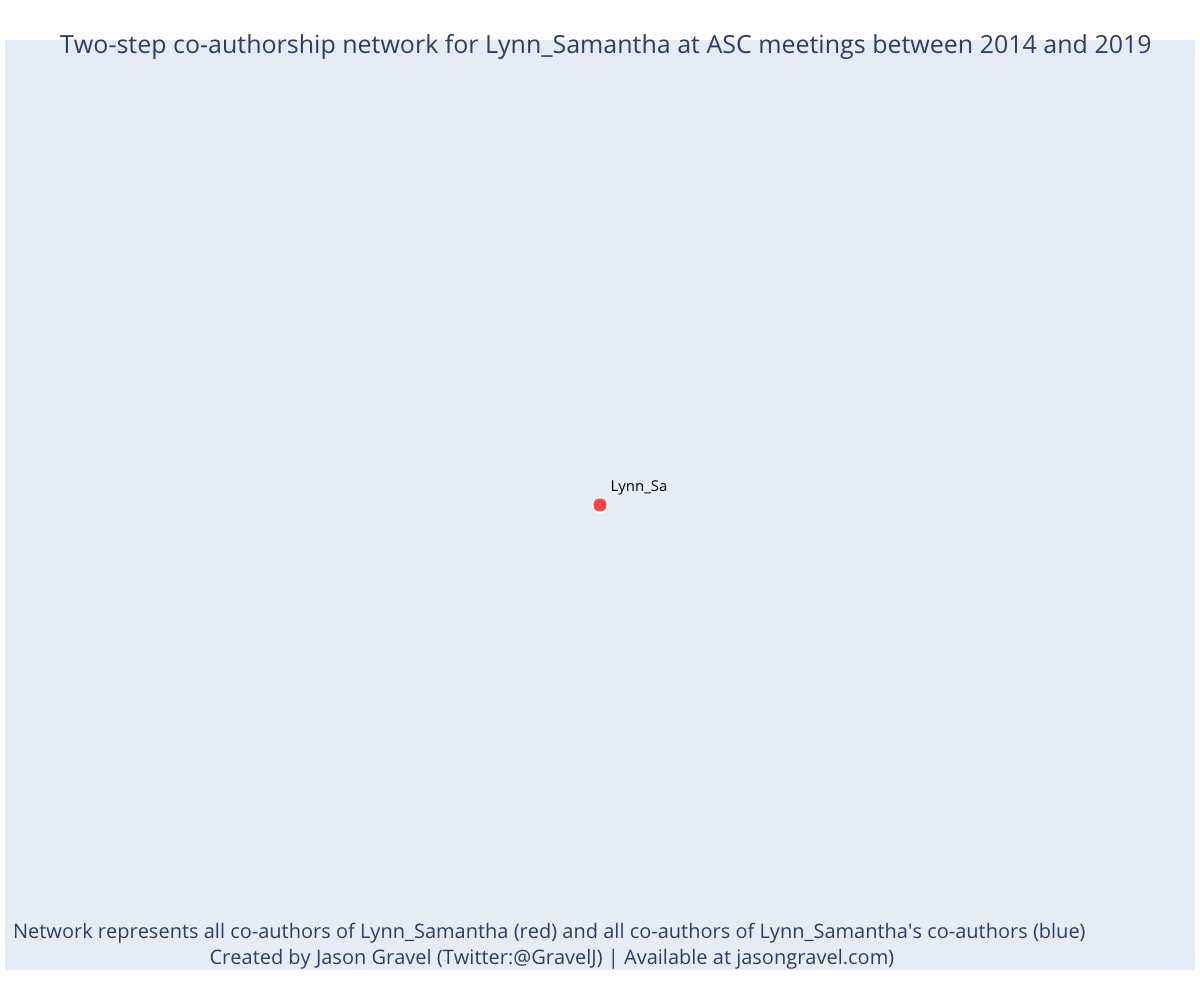 Two-step co-authorship network for Lynn_Samantha at ASC meetings between 2014 and 2019
Lynn_Sa
Network represents all co-authors of Lynn_Samantha (red) and all co-authors of Lynn_Samantha's co-authors (blue)
Created by Jason Gravel (Twitter:@GravelJ) | Available at jasongravel.com)